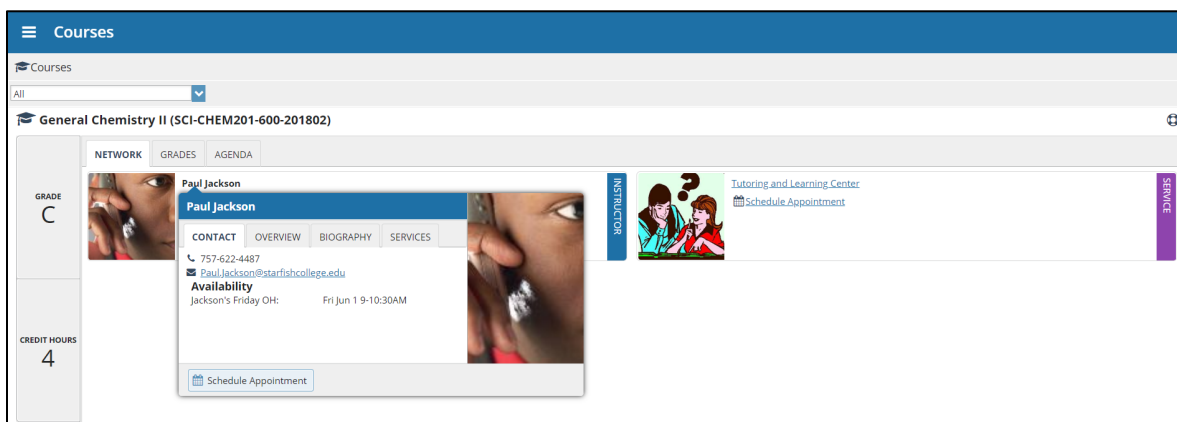 Courses
Courses
All
General Chemistry II (SCI-CHEM201-600-201802)
GRADE
C
CREDIT HOURS
4
NETWORK GRADES AGENDA
Paul Jackson
INSTRUCTOR
Paul Jackson
CONTACT OVERVIEW BIOGRAPHY SERVICES
757-622-4487
Paul.Jackson@starfishcollege.edu
Availability
Jackson's Friday OH: Fri Jun 1 9-10:30AM
Schedule Appointment
?
Tutoring and Learning Center
Schedule Appointment
SERVICE